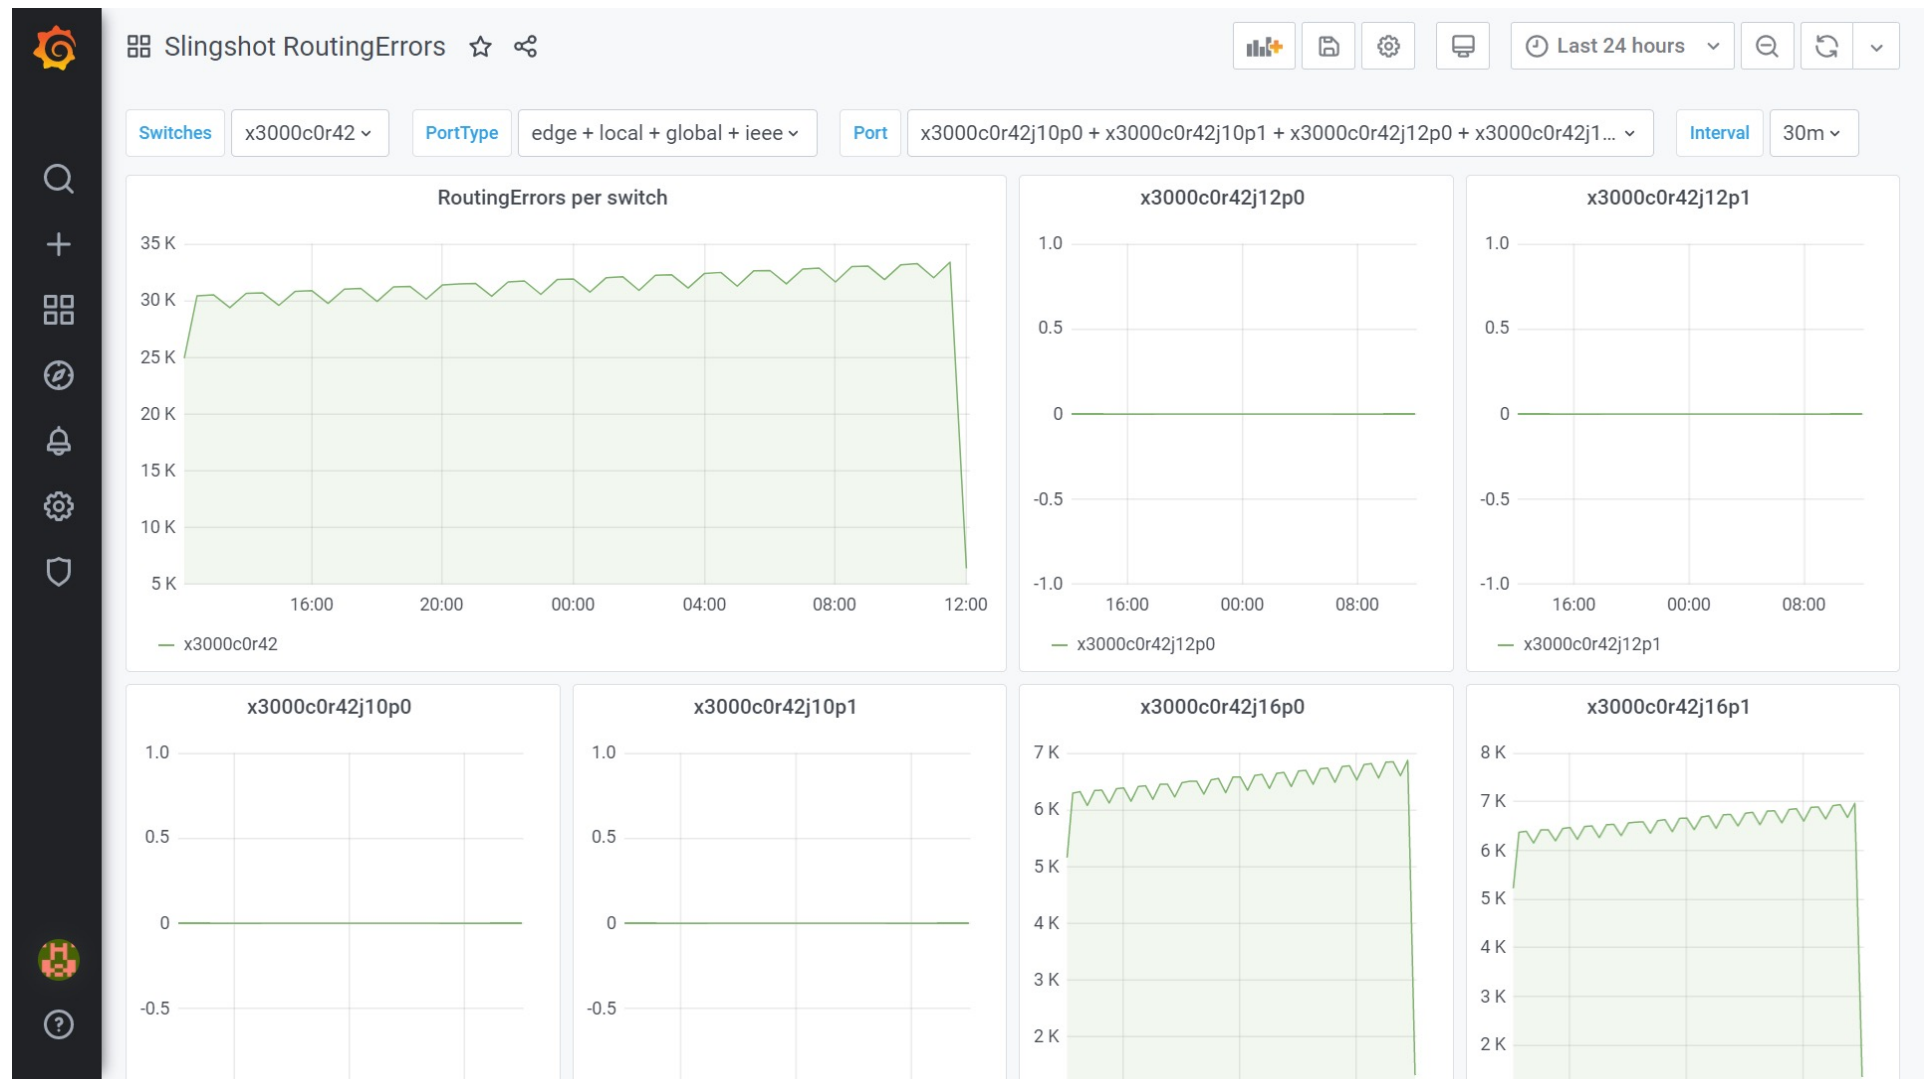 Slingshot RoutingErrors
Last 24 hours
Switches x3000c0r42 PortType edge + local + global + ieee Port x3000c0r42j10p0 + x3000c0r42j10p1 + x3000c0r42j12p0 + x3000c0r42j1... Interval 30m
RoutingErrors per switch
35 K
30 K
25 K
20 K
15 K
10 K
5 K
16:00 20:00 00:00 04:00 08:00 12:00
x3000c0r42
x3000c0r42j12p0
1.0
0.5
0
-0.5
-1.0
16:00 00:00 08:00
x3000c0r42j12p0
x3000c0r42j12p1
1.0
0.5
0
-0.5
-1.0
16:00 00:00 08:00
x3000c0r42j12p1
x3000c0r42j10p0
1.0
0.5
0
-0.5
x3000c0r42j10p1
1.0
0.5
0
-0.5
x3000c0r42j16p0
7 K
6 K
5 K
4 K
3 K
2 K
x3000c0r42j16p1
8 K
7 K
6 K
5 K
4 K
3 K
2 K